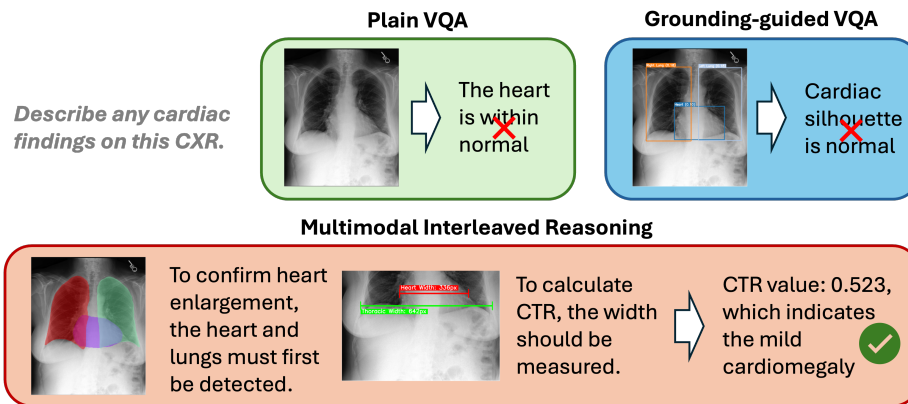 Plain VQA
Grounding-guided VQA
Describe any cardiac
findings on this CXR.
The heart
is within
normal
Cardiac
silhouette
is normal
Multimodal Interleaved Reasoning
To confirm heart
enlargement,
the heart and
lungs must first
be detected.
Heart Width: 336px
Thoracic Width: 642px
To calculate
CTR, the width
should be
measured.
CTR value: 0.523,
which indicates
the mild
cardiomegaly